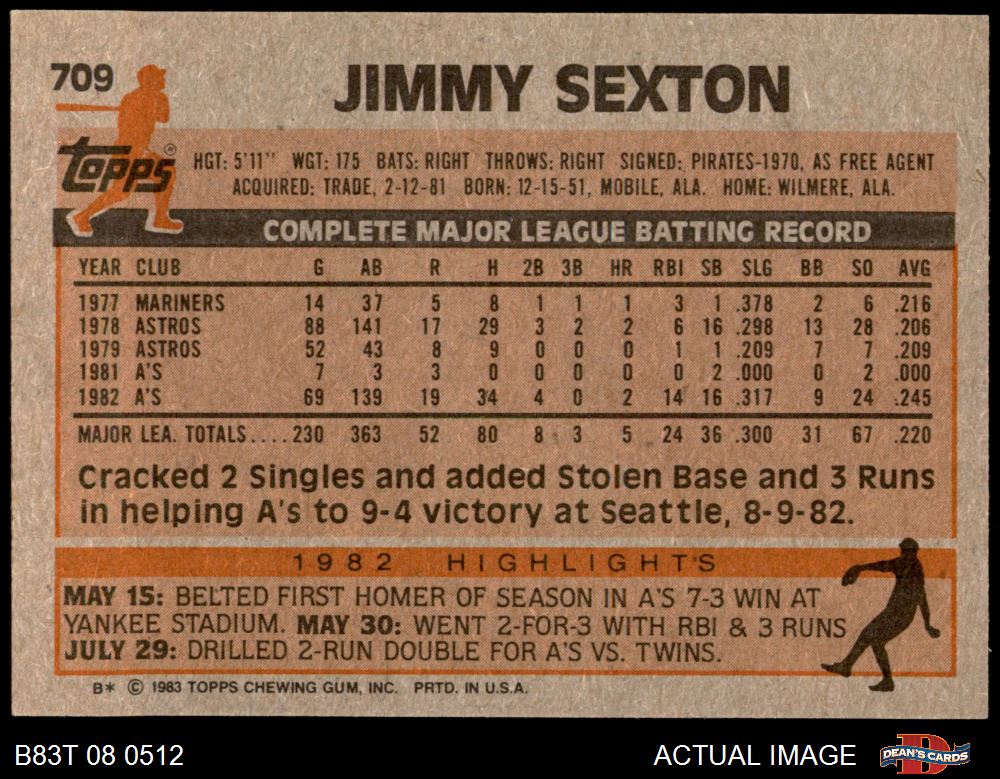 709
JIMMY SEXTON
Topps®
HGT: 5'11" WGT: 175 BATS: RIGHT THROWS: RIGHT SIGNED: PIRATES-1970, AS FREE AGENT
ACQUIRED: TRADE, 2-12-81 BORN: 12-15-51, MOBILE, ALA. HOME: WILMERE, ALA.
COMPLETE MAJOR LEAGUE BATTING RECORD
YEAR CLUB G AB R H 2B 3B HR RBI SB SLG BB SO AVG
1977 MARINERS 14 37 5 8 1 1 1 3 1 .378 2 6 .216
1978 ASTROS 88 141 17 29 3 2 2 6 16 .298 13 28 .206
1979 ASTROS 52 43 8 9 0 0 0 1 1 .209 7 7 .209
1981 A'S 7 3 3 0 0 0 0 0 2 .000 0 2 .000
1982 A'S 69 139 19 34 4 0 2 14 16 .317 9 24 .245
MAJOR LEA. TOTALS....230 363 52 80 8 3 5 24 36 .300 31 67 .220
Cracked 2 Singles and added Stolen Base and 3 Runs
in helping A's to 9-4 victory at Seattle, 8-9-82.
1982 HIGHLIGHTS
MAY 15: BELTED FIRST HOMER OF SEASON IN A'S 7-3 WIN AT
YANKEE STADIUM. MAY 30: WENT 2-FOR-3 WITH RBI & 3 RUNS
JULY 29: DRILLED 2-RUN DOUBLE FOR A'S VS. TWINS.
B* © 1983 TOPPS CHEWING GUM, INC. PRTD. IN U.S.A.
B83T 08 0512
ACTUAL IMAGE
D
DEAN'S CARDS